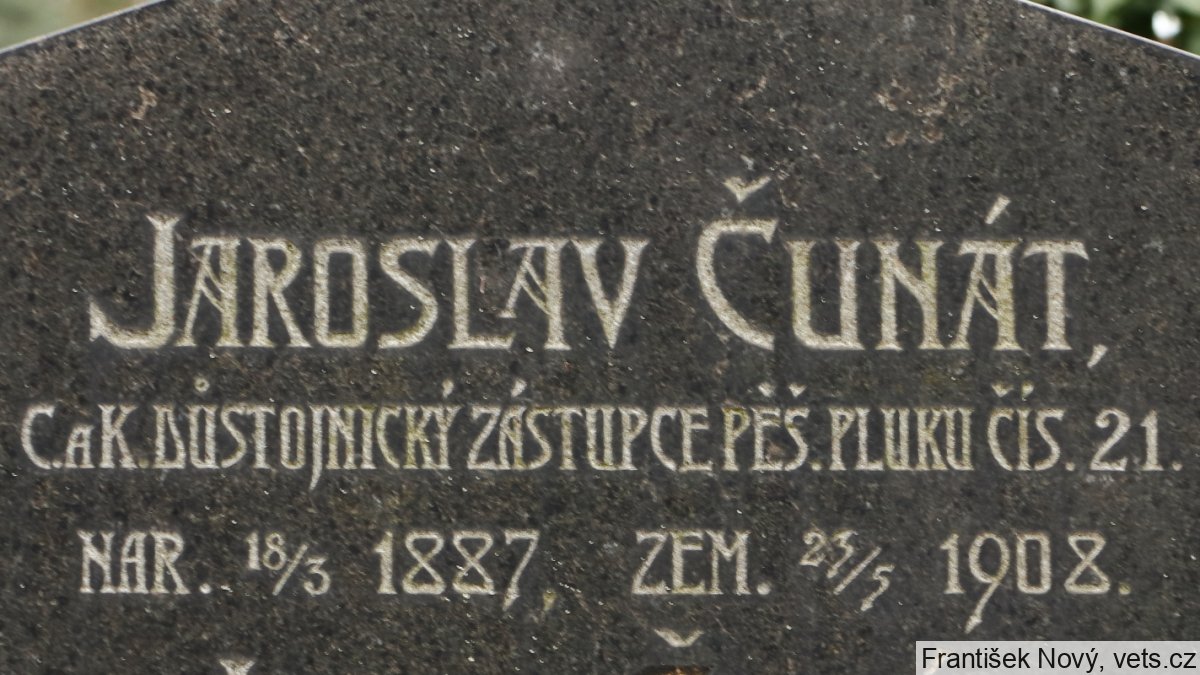 JAROSLAV ČUNÁT,
C. a K. DŮSTOJNICKÝ ZÁSTUPCE PĚŠ. PLUKU ČÍS. 21.
NAR. 18/3 1887, ZEM. 23/5 1908.
František Nový, vets.cz